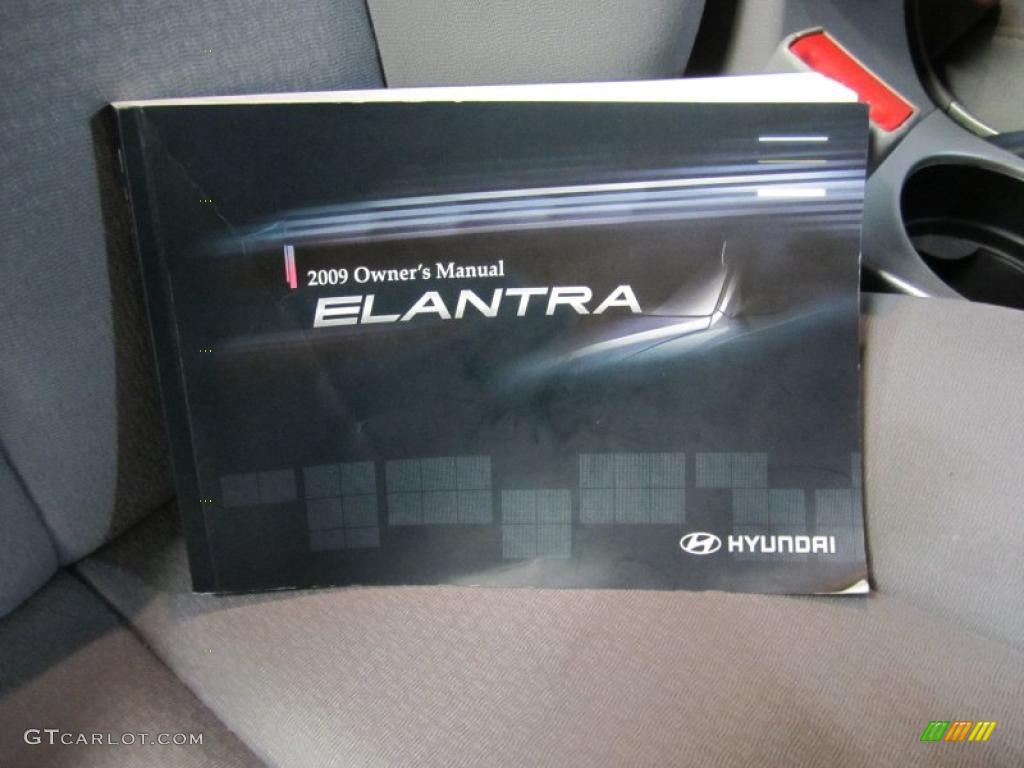 2009 Owner's Manual
ELANTRA
HYUNDAI
GTCARLOT.COM